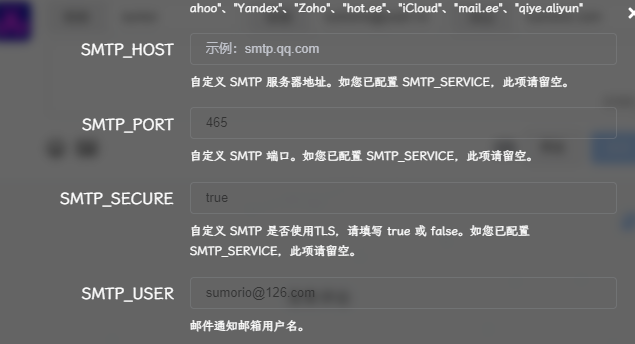 ahoo"、"Yandex"、"Zoho"、"hot.ee"、"iCloud"、"mail.ee"、"qiye.aliyun"
SMTP_HOST
示例：smtp.qq.com
自定义 SMTP 服务器地址。如您已配置 SMTP_SERVICE，此项请留空。
SMTP_PORT
465
自定义 SMTP 端口。如您已配置 SMTP_SERVICE，此项请留空。
SMTP_SECURE
true
自定义 SMTP 是否使用TLS，请填写 true 或 false。如您已配置
SMTP_SERVICE，此项请留空。
SMTP_USER
sumorio@126.com
邮件通知邮箱用户名。